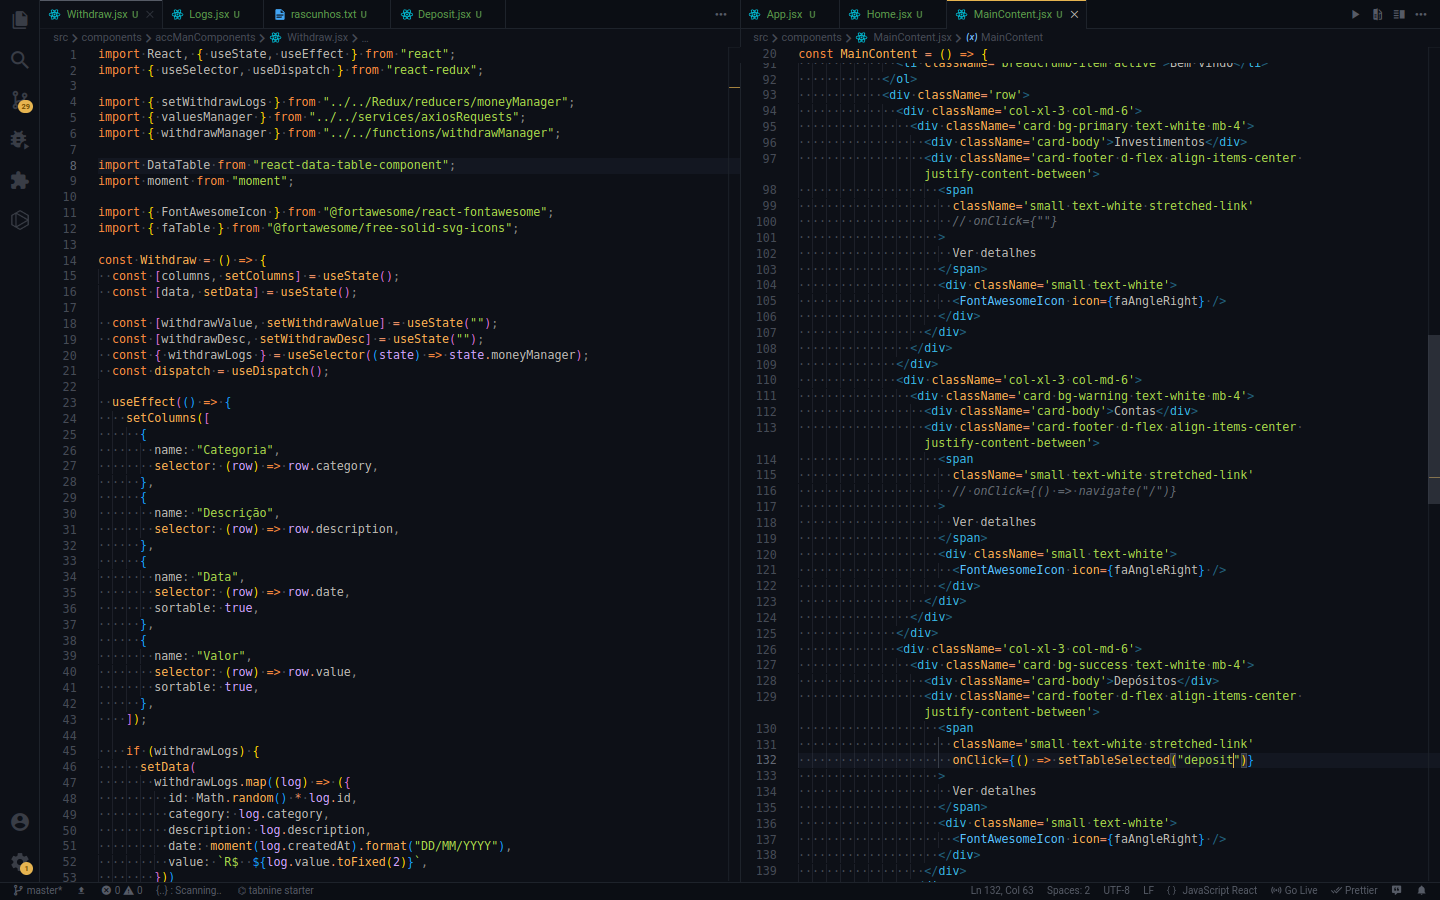 Withdraw.jsx U
Logs.jsx U
rascunhos.txt U
Deposit.jsx U
App.jsx U
Home.jsx U
MainContent.jsx U
src > components > accManComponents > Withdraw.jsx > ...
1 import React, { useState, useEffect } from "react";
2 import { useSelector, useDispatch } from "react-redux";
3
4 import { setWithdrawLogs } from "../../Redux/reducers/moneyManager";
5 import { valuesManager } from "../../services/axiosRequests";
6 import { withdrawManager } from "../../functions/withdrawManager";
7
8 import DataTable from "react-data-table-component";
9 import moment from "moment";
10
11 import { FontAwesomeIcon } from "@fortawesome/react-fontawesome";
12 import { faTable } from "@fortawesome/free-solid-svg-icons";
13
14 const Withdraw = () => {
15 const [columns, setColumns] = useState();
16 const [data, setData] = useState();
17
18 const [withdrawValue, setWithdrawValue] = useState("");
19 const [withdrawDesc, setWithdrawDesc] = useState("");
20 const { withdrawLogs } = useSelector((state) => state.moneyManager);
21 const dispatch = useDispatch();
22
23 useEffect(() => {
24 setColumns([
25 {
26 name: "Categoria",
27 selector: (row) => row.category,
28 },
29 {
30 name: "Descrição",
31 selector: (row) => row.description,
32 },
33 {
34 name: "Data",
35 selector: (row) => row.date,
36 sortable: true,
37 },
38 {
39 name: "Valor",
40 selector: (row) => row.value,
41 sortable: true,
42 },
43 ]);
44
45 if (withdrawLogs) {
46 setData(
47 withdrawLogs.map((log) => ({
48 id: Math.random() * log.id,
49 category: log.category,
50 description: log.description,
51 date: moment(log.createdAt).format("DD/MM/YYYY"),
52 value: `R$ ${log.value.toFixed(2)}`,
53 }))
src > components > MainContent.jsx > MainContent
20 const MainContent = () => {
91 <li className='breadcrumb-item active'>Bem Vindo</li>
92 </ol>
93 <div className='row'>
94 <div className='col-xl-3 col-md-6'>
95 <div className='card bg-primary text-white mb-4'>
96 <div className='card-body'>Investimentos</div>
97 <div className='card-footer d-flex align-items-center
justify-content-between'>
98 <span
99 className='small text-white stretched-link'
100 // onClick={""}
101 >
102 Ver detalhes
103 </span>
104 <div className='small text-white'>
105 <FontAwesomeIcon icon={faAngleRight} />
106 </div>
107 </div>
108 </div>
109 </div>
110 <div className='col-xl-3 col-md-6'>
111 <div className='card bg-warning text-white mb-4'>
112 <div className='card-body'>Contas</div>
113 <div className='card-footer d-flex align-items-center
justify-content-between'>
114 <span
115 className='small text-white stretched-link'
116 // onClick={() => navigate("/")}
117 >
118 Ver detalhes
119 </span>
120 <div className='small text-white'>
121 <FontAwesomeIcon icon={faAngleRight} />
122 </div>
123 </div>
124 </div>
125 </div>
126 <div className='col-xl-3 col-md-6'>
127 <div className='card bg-success text-white mb-4'>
128 <div className='card-body'>Depósitos</div>
129 <div className='card-footer d-flex align-items-center
justify-content-between'>
130 <span
131 className='small text-white stretched-link'
132 onClick={() => setTableSelected("deposit")}
133 >
134 Ver detalhes
135 </span>
136 <div className='small text-white'>
137 <FontAwesomeIcon icon={faAngleRight} />
138 </div>
139 </div>
29
1
master* 0 0 {..} : Scanning.. tabnine starter
Ln 132, Col 63 Spaces: 2 UTF-8 LF { } JavaScript React Go Live Prettier